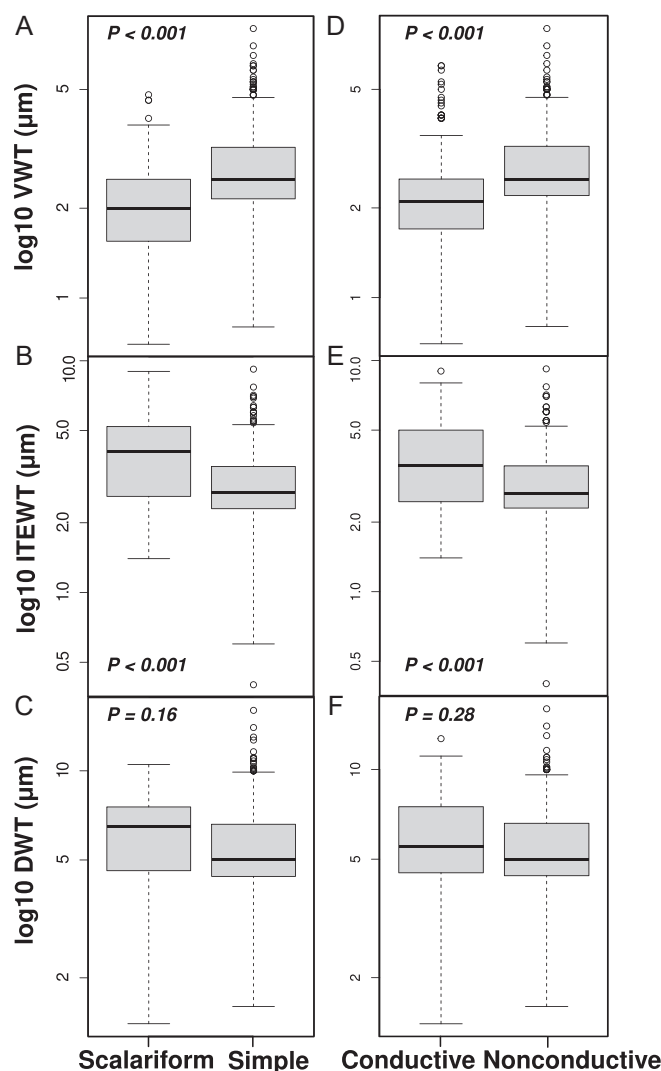 A
P < 0.001
5
2
1
log10 VWT (µm)
D
P < 0.001
5
2
1
B
10.0
5.0
2.0
1.0
0.5
log10 ITEWT (µm)
P < 0.001
E
10.0
5.0
2.0
1.0
0.5
P < 0.001
C
P = 0.16
10
5
2
log10 DWT (µm)
F
P = 0.28
10
5
2
Scalariform Simple
Conductive Nonconductive